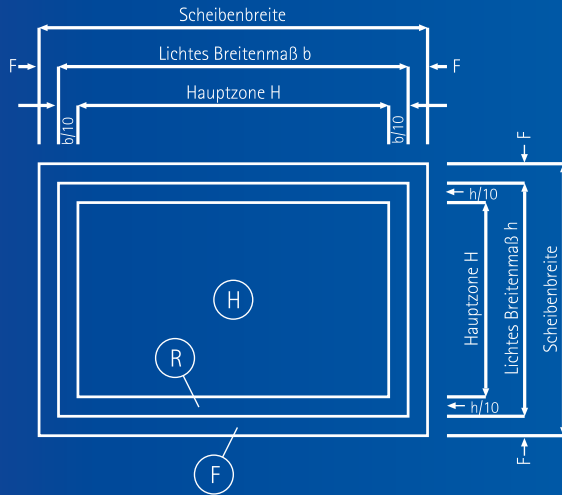 Scheibenbreite
F
Lichtes Breitenmaß b
F
Hauptzone H
b/10
b/10
F
h/10
Hauptzone H
Lichtes Breitenmaß h
Scheibenbreite
H
R
h/10
F
F